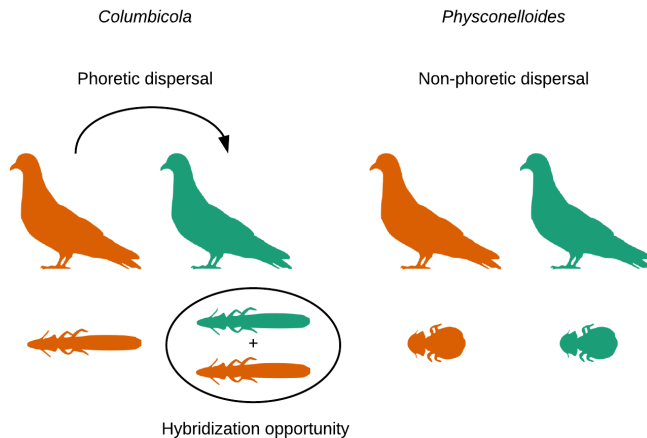 Columbicola
Physconelloides
Phoretic dispersal
Non-phoretic dispersal
+
Hybridization opportunity